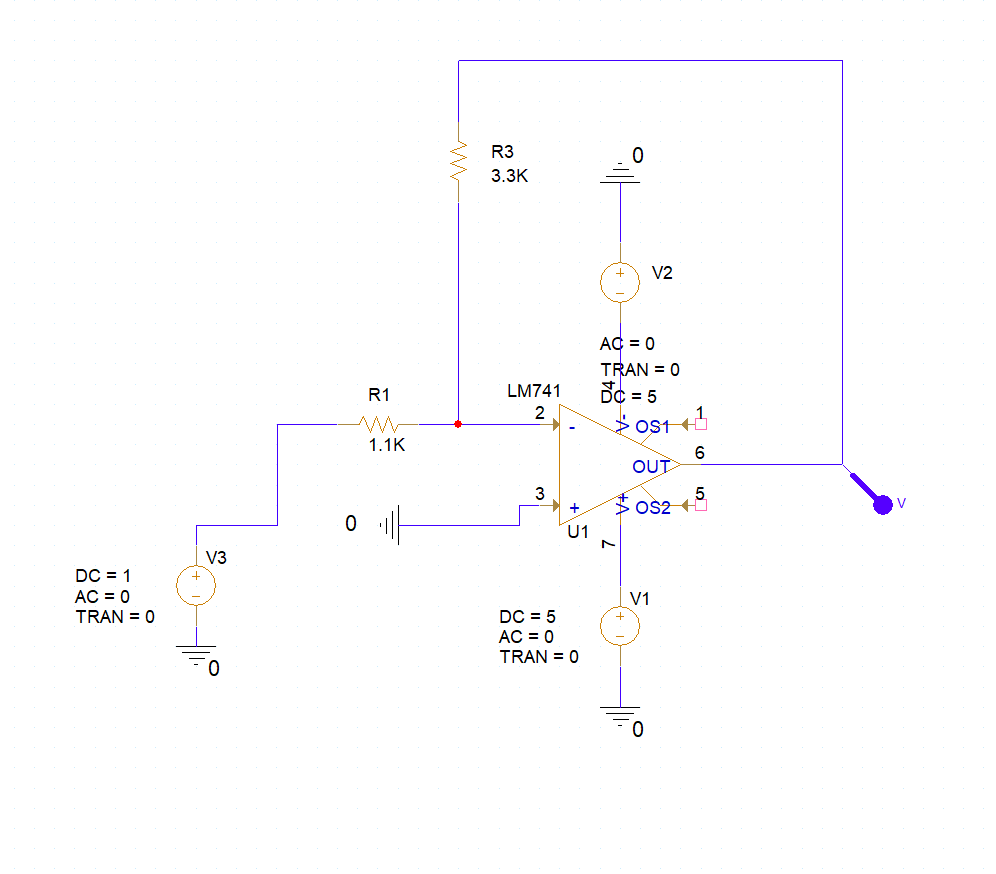 R3
3.3K
0
V2
AC = 0
TRAN = 0
DC = 5
4
R1
1.1K
LM741
2
-
V-
OS1
1
OUT
6
3
+
V+
OS2
5
U1
7
0
V
V3
DC = 1
AC = 0
TRAN = 0
0
V1
DC = 5
AC = 0
TRAN = 0
0